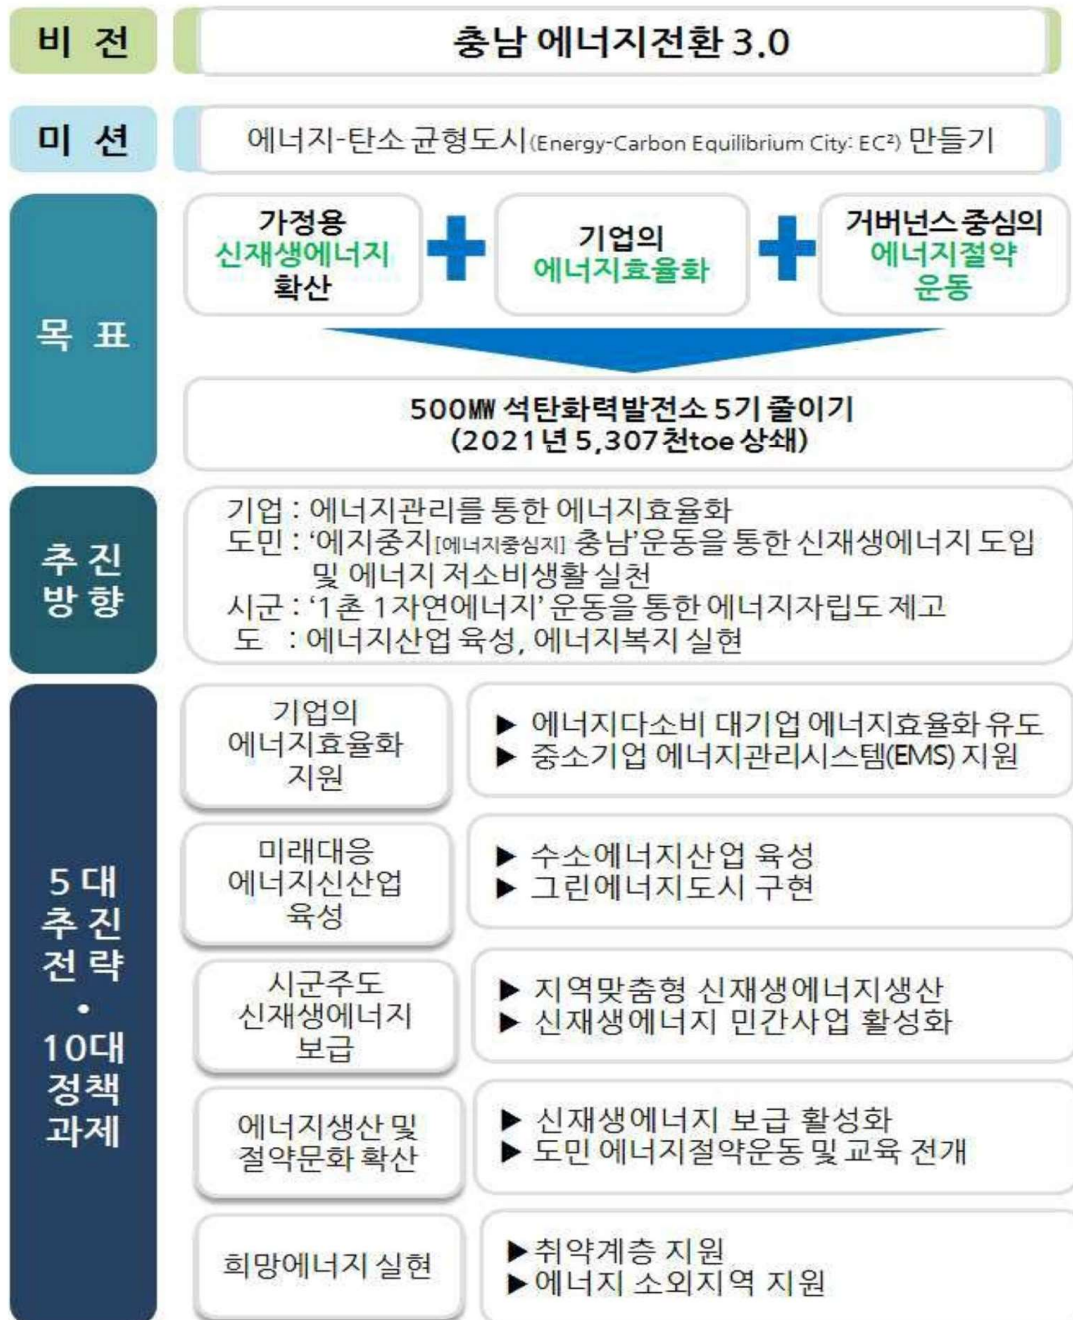 비 전
충남 에너지전환 3.0
미 션
에너지-탄소 균형도시(Energy-Carbon Equilibrium City: EC²) 만들기
목 표
가정용
신재생에너지
확산
기업의
에너지효율화
거버넌스 중심의
에너지절약
운동
500㎿ 석탄화력발전소 5기 줄이기
(2021년 5,307천toe 상쇄)
추 진
방 향
기업 : 에너지관리를 통한 에너지효율화
도민 : ‘에지중지[에너지중심지] 충남’운동을 통한 신재생에너지 도입
및 에너지 저소비생활 실천
시군 : ‘1촌 1자연에너지’ 운동을 통한 에너지자립도 제고
도 : 에너지산업 육성, 에너지복지 실현
5 대
추 진
전 략
•
10대
정책
과제
기업의
에너지효율화
지원
▶ 에너지다소비 대기업 에너지효율화 유도
▶ 중소기업 에너지관리시스템(EMS) 지원
미래대응
에너지신산업
육성
▶ 수소에너지산업 육성
▶ 그린에너지도시 구현
시군주도
신재생에너지
보급
▶ 지역맞춤형 신재생에너지생산
▶ 신재생에너지 민간사업 활성화
에너지생산 및
절약문화 확산
▶ 신재생에너지 보급 활성화
▶ 도민 에너지절약운동 및 교육 전개
희망에너지 실현
▶취약계층 지원
▶에너지 소외지역 지원